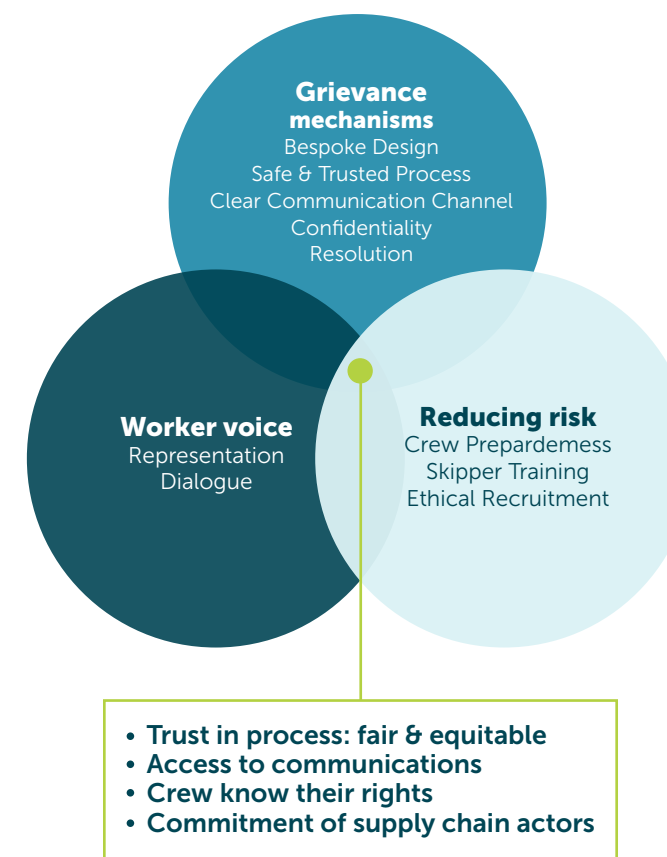 Grievance
mechanisms
Bespoke Design
Safe & Trusted Process
Clear Communication Channel
Confidentiality
Resolution
Worker voice
Representation
Dialogue
Reducing risk
Crew Prepardemess
Skipper Training
Ethical Recruitment
• Trust in process: fair & equitable
• Access to communications
• Crew know their rights
• Commitment of supply chain actors